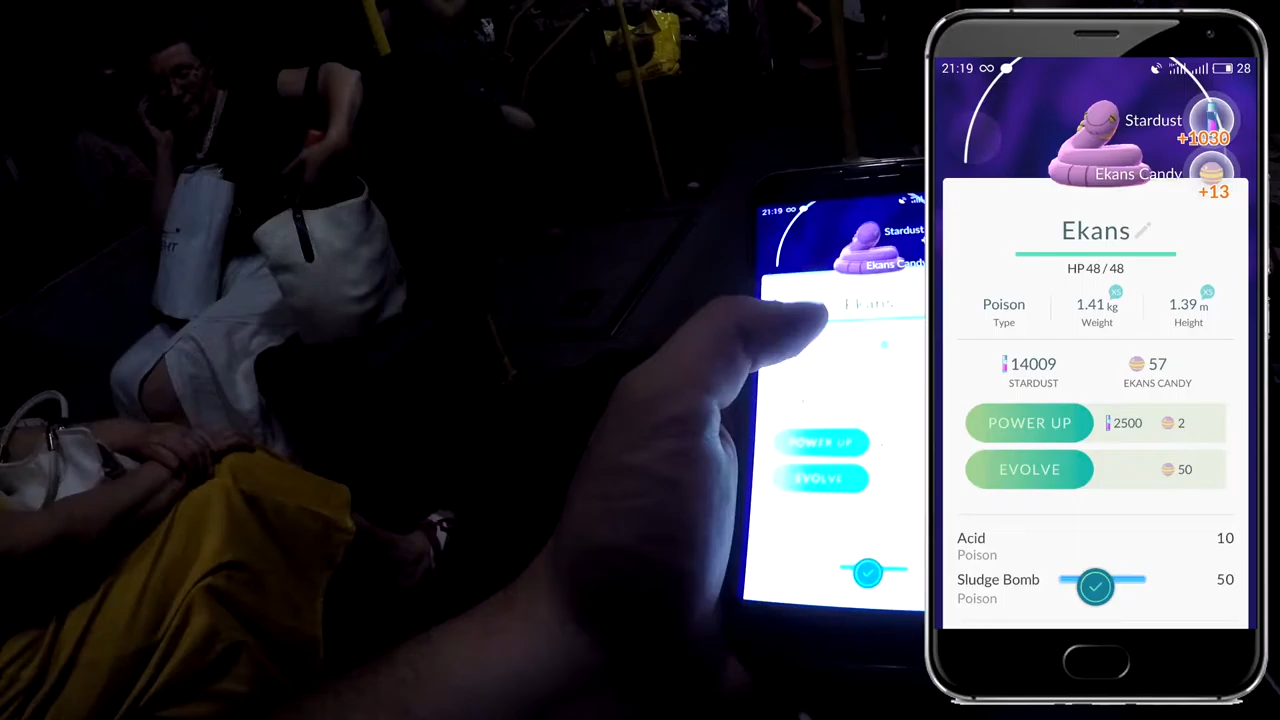 HT
21:19
Stardust
Ekans Candy
Ekans
POWER UP
EVOLVE
21:19 28
Stardust
+1030
Ekans Candy
+13
Ekans
HP 48 / 48
Poison 1.41 kg XS 1.39 m XS
Type Weight Height
14009 57
STARDUST EKANS CANDY
POWER UP 2500 2
EVOLVE 50
Acid 10
Poison
Sludge Bomb 50
Poison